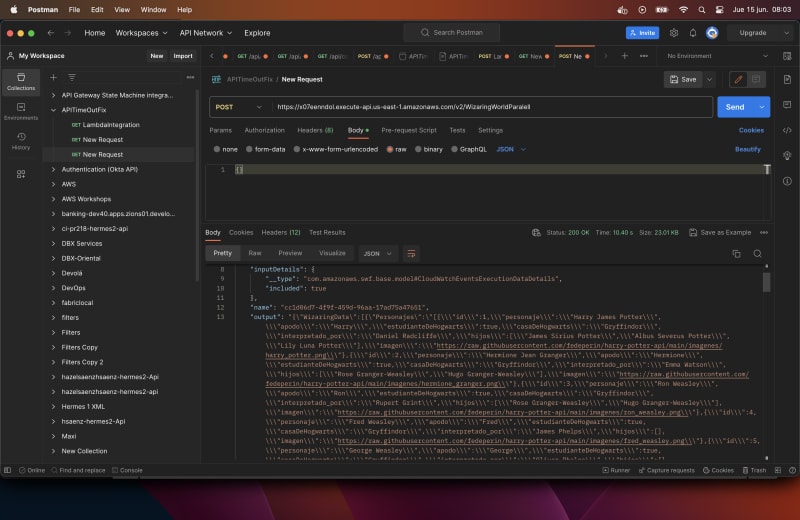 Postman File Edit View Window Help
Jue 15 jun. 08:03
Home Workspaces API Network Explore
Search Postman
Invite
Upgrade
My Workspace
New Import
GET /api
GET /api
GET /api/c
POST /ap
APITim
APITIM
POST La
GET New
POST Ne
No Environment
Collections
Environments
History
API Gateway State Machine integra...
APITimeOutFix
GET LambdaIntegration
GET New Request
GET New Request
Authentication (Okta API)
AWS
AWS Workshops
banking-dev40.apps.zions01.develo...
ci-pr218-hermes2-api
DBX Services
DBX-Oriental
Devolá
DevOps
fabriclocal
filters
Filters
Filters Copy
Filters Copy 2
hazelsaenzhsaenz-hermes2-Api
hazelsaenzhsaenz-hermes2-api
Hermes 1 XML
hsaenz-Hermes2-Api
Maxi
New Collection
APITimeOutFix / New Request
Save
POST
https://x07eenndol.execute-api.us-east-1.amazonaws.com/v2/WizaringWorldParalell
Send
Params Authorization Headers (8) Body Pre-request Script Tests Settings
Cookies
none form-data x-www-form-urlencoded raw binary GraphQL JSON
Beautify
1 {}
Body Cookies Headers (12) Test Results
Status: 200 OK Time: 10.40 s Size: 23.01 KB Save as Example
Pretty Raw Preview Visualize JSON
8 "inputDetails": {
9 "__type": "com.amazonaws.swf.base.model#CloudWatchEventsExecutionDataDetails",
10 "included": true
11 },
12 "name": "cc1d86d7-4f9f-459d-96aa-17ad75a47651",
13 "output": "[\"WizaringDate\":[{\"Personajes\":\"[{\\\"id\\\":1,\\\"personaje\\\":\\\"Harry James Potter\\\",
\\\"apodo\\\":\\\"Harry\\\",\\\"estudianteDeHogwarts\\\":true,\\\"casaDeHogwarts\\\":\\\"Gryffindor\\\",
\\\"interpretado_por\\\":\\\"Daniel Radcliffe\\\",\\\"hijos\\\":[\\\"James Sirius Potter\\\",\\\"Albus Severus Potter\\\",
\\\"Lily Luna Potter\\\"],\\\"imagen\\\":\\\"https://raw.githubusercontent.com/fedeperin/harry-potter-api/main/imagenes/
harry_potter.png\\\"},{\\\"id\\\":2,\\\"personaje\\\":\\\"Hermione Jean Granger\\\",\\\"apodo\\\":\\\"Hermione\\\",
\\\"estudianteDeHogwarts\\\":true,\\\"casaDeHogwarts\\\":\\\"Gryffindor\\\",\\\"interpretado_por\\\":\\\"Emma Watson\\\",
\\\"hijos\\\":[\\\"Rose Granger-Weasley\\\",\\\"Hugo Granger-Weasley\\\"],\\\"imagen\\\":\\\"https://raw.githubusercontent.com/
fedeperin/harry-potter-api/main/imagenes/hermione_granger.png\\\"},{\\\"id\\\":3,\\\"personaje\\\":\\\"Ron Weasley\\\",
\\\"apodo\\\":\\\"Ron\\\",\\\"estudianteDeHogwarts\\\":true,\\\"casaDeHogwarts\\\":\\\"Gryffindor\\\",
\\\"interpretado_por\\\":\\\"Rupert Grint\\\",\\\"hijos\\\":[\\\"Rose Granger-Weasley\\\",\\\"Hugo Granger-Weasley\\\"],
\\\"imagen\\\":\\\"https://raw.githubusercontent.com/fedeperin/harry-potter-api/main/imagenes/ron_weasley.png\\\"},{\\\"id\\\":4,
\\\"personaje\\\":\\\"Fred Weasley\\\",\\\"apodo\\\":\\\"Fred\\\",\\\"estudianteDeHogwarts\\\":true,
\\\"casaDeHogwarts\\\":\\\"Gryffindor\\\",\\\"interpretado_por\\\":\\\"James Phelps\\\",\\\"hijos\\\":[],
\\\"imagen\\\":\\\"https://raw.githubusercontent.com/fedeperin/harry-potter-api/main/imagenes/fred_weasley.png\\\"},{\\\"id\\\":5,
\\\"personaje\\\":\\\"George Weasley\\\",\\\"apodo\\\":\\\"George\\\",\\\"estudianteDeHogwarts\\\":true,
Online Find and replace Console
Runner Capture requests Cookies Trash